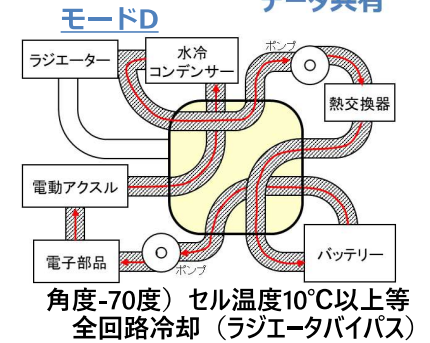 モードD
ラジエーター
水冷
コンデンサー
ポンプ
熱交換器
電動アクスル
電子部品
ポンプ
バッテリー
角度-70度）セル温度10℃以上等
全回路冷却（ラジエータバイパス）